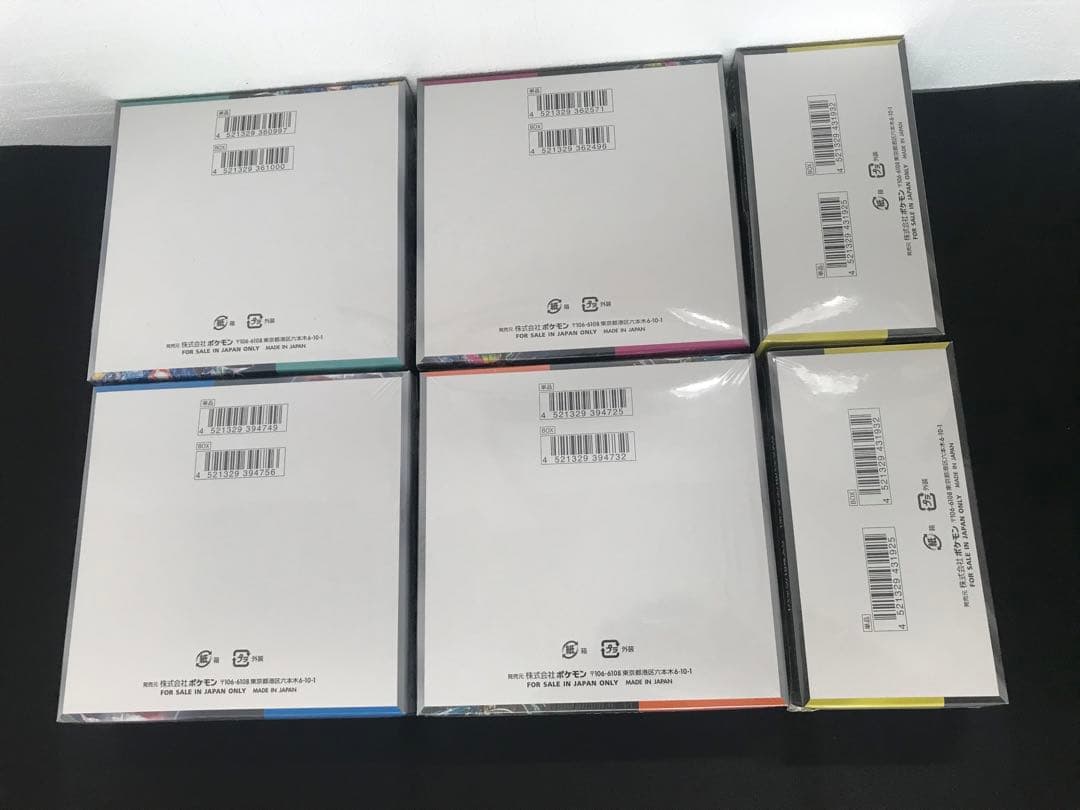 単品
4 521329 360997
BOX
4 521329 361000
紙 箱 プラ 外装
発売元 株式会社ポケモン 〒106-6108 東京都港区六本木6-10-1
FOR SALE IN JAPAN ONLY MADE IN JAPAN
単品
4 521329 362571
BOX
4 521329 362496
紙 箱 プラ 外装
発売元 株式会社ポケモン 〒106-6108 東京都港区六本木6-10-1
FOR SALE IN JAPAN ONLY MADE IN JAPAN
BOX
4 521329 431932
単品
4 521329 431925
紙 箱 プラ 外装
発売元 株式会社ポケモン 〒106-6108 東京都港区六本木6-10-1
FOR SALE IN JAPAN ONLY MADE IN JAPAN
単品
4 521329 394749
BOX
4 521329 394756
紙 箱 プラ 外装
発売元 株式会社ポケモン 〒106-6108 東京都港区六本木6-10-1
FOR SALE IN JAPAN ONLY MADE IN JAPAN
単品
4 521329 394725
BOX
4 521329 394732
紙 箱 プラ 外装
発売元 株式会社ポケモン 〒106-6108 東京都港区六本木6-10-1
FOR SALE IN JAPAN ONLY MADE IN JAPAN
BOX
4 521329 431932
単品
4 521329 431925
紙 箱 プラ 外装
発売元 株式会社ポケモン 〒106-6108 東京都港区六本木6-10-1
FOR SALE IN JAPAN ONLY MADE IN JAPAN